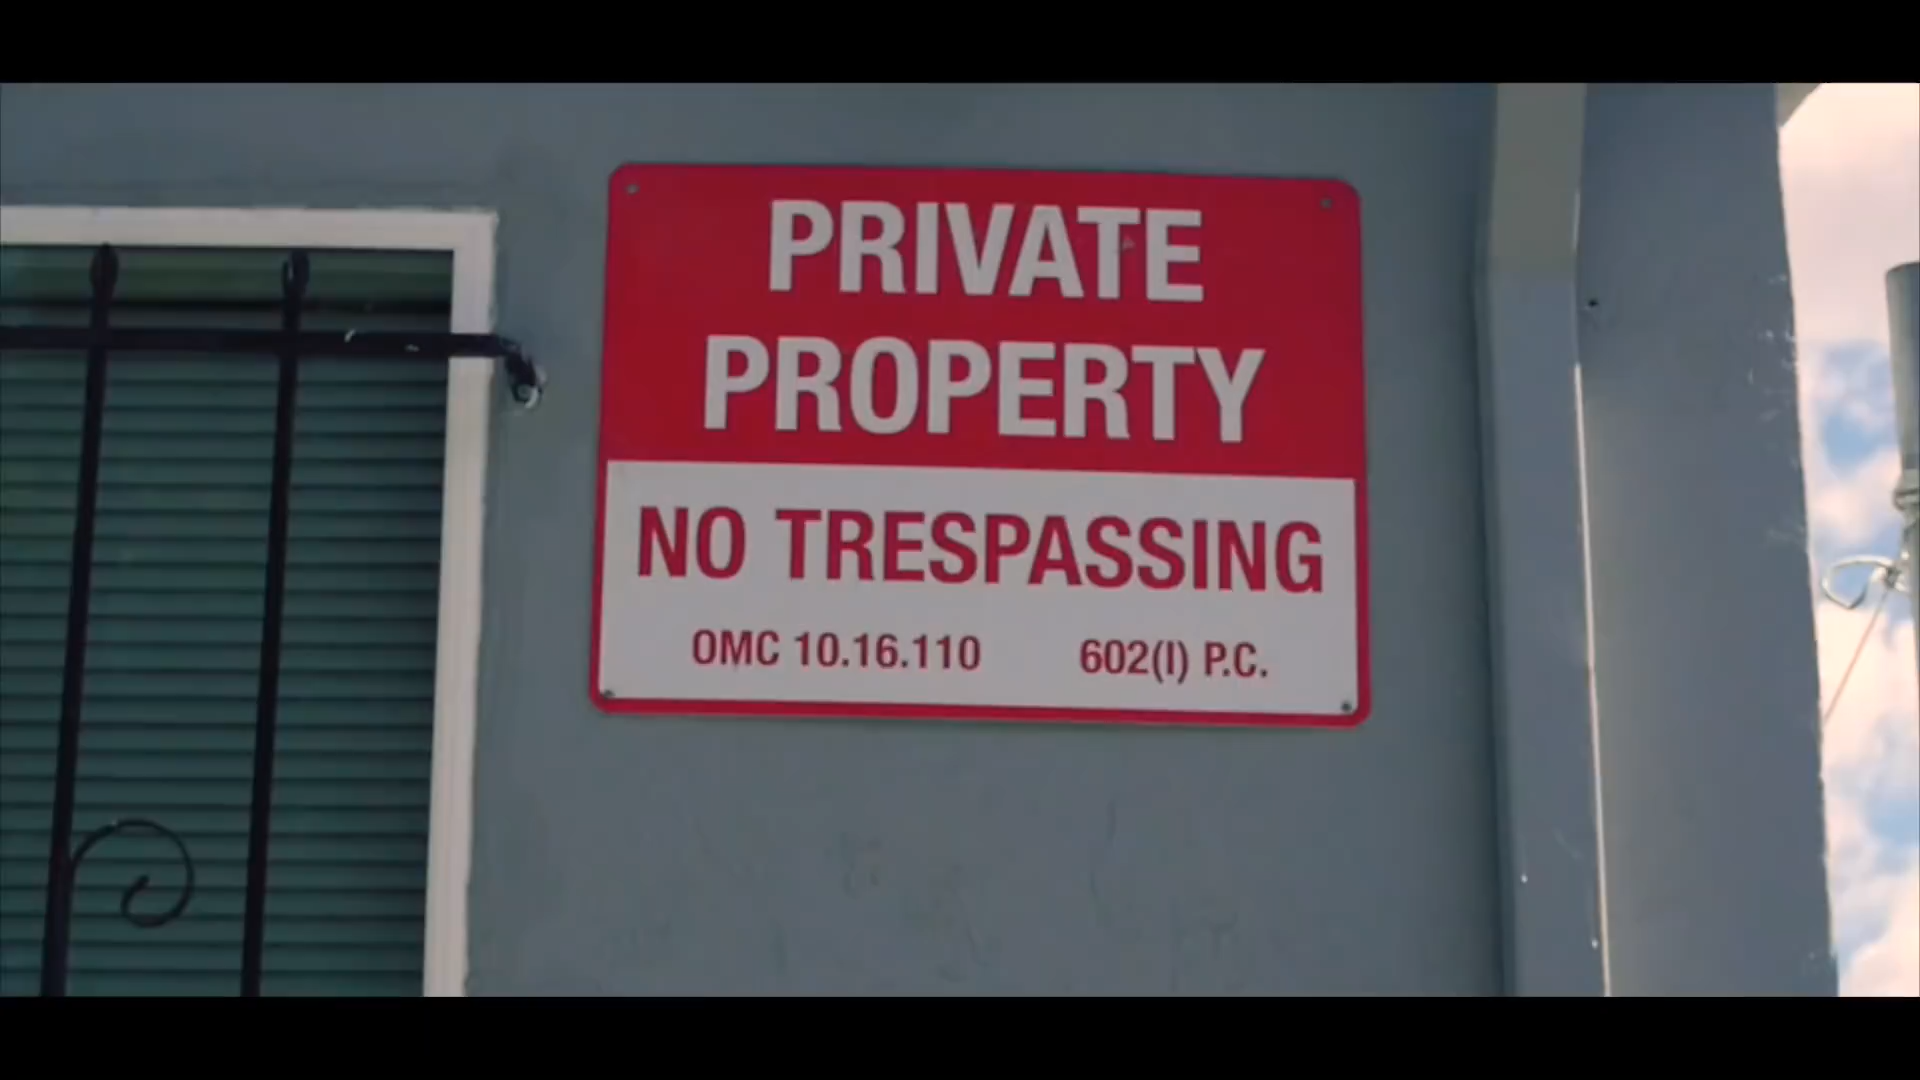 PRIVATE
PROPERTY
NO TRESPASSING
OMC 10.16.110 602(I) P.C.